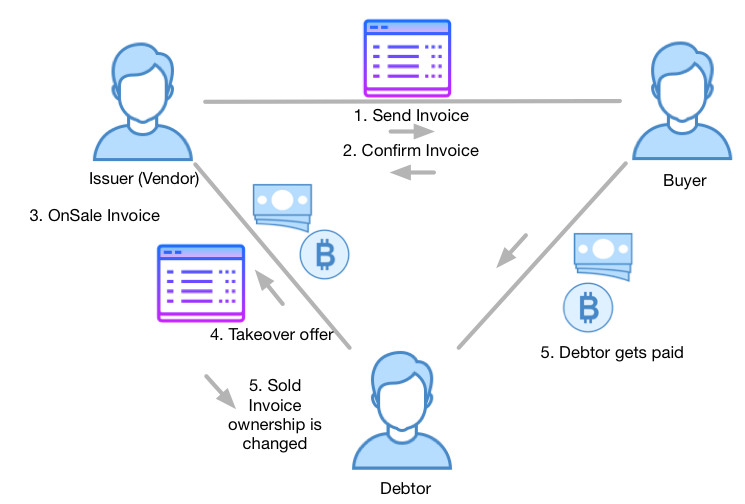 1. Send Invoice
2. Confirm Invoice
Issuer (Vendor)
Buyer
3. OnSale Invoice
4. Takeover offer
5. Debtor gets paid
5. Sold
Invoice
ownership is
changed
Debtor